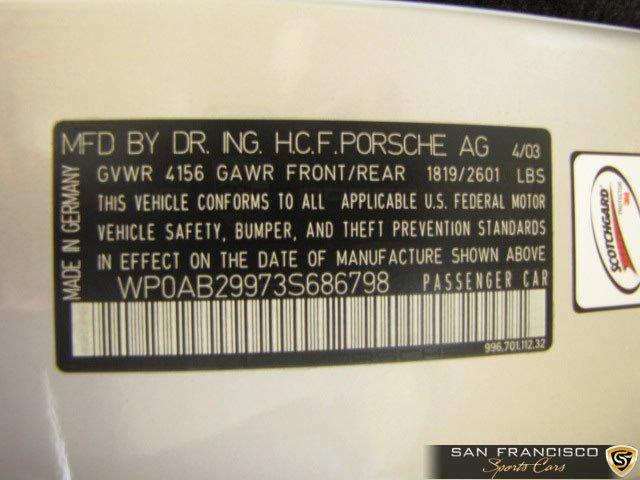 MFD BY DR. ING. H.C.F. PORSCHE AG 4/03
GVWR 4156 GAWR FRONT/REAR 1819/2601 LBS
THIS VEHICLE CONFORMS TO ALL APPLICABLE U.S. FEDERAL MOTOR
VEHICLE SAFETY, BUMPER, AND THEFT PREVENTION STANDARDS
IN EFFECT ON THE DATE OF MANUFACTURE SHOWN ABOVE
WP0AB29973S686798 PASSENGER CAR
996.701.112.32
MADE IN GERMANY
SCOTCHGARD
PROTECTOR
3M
SAN FRANCISCO
Sports Cars